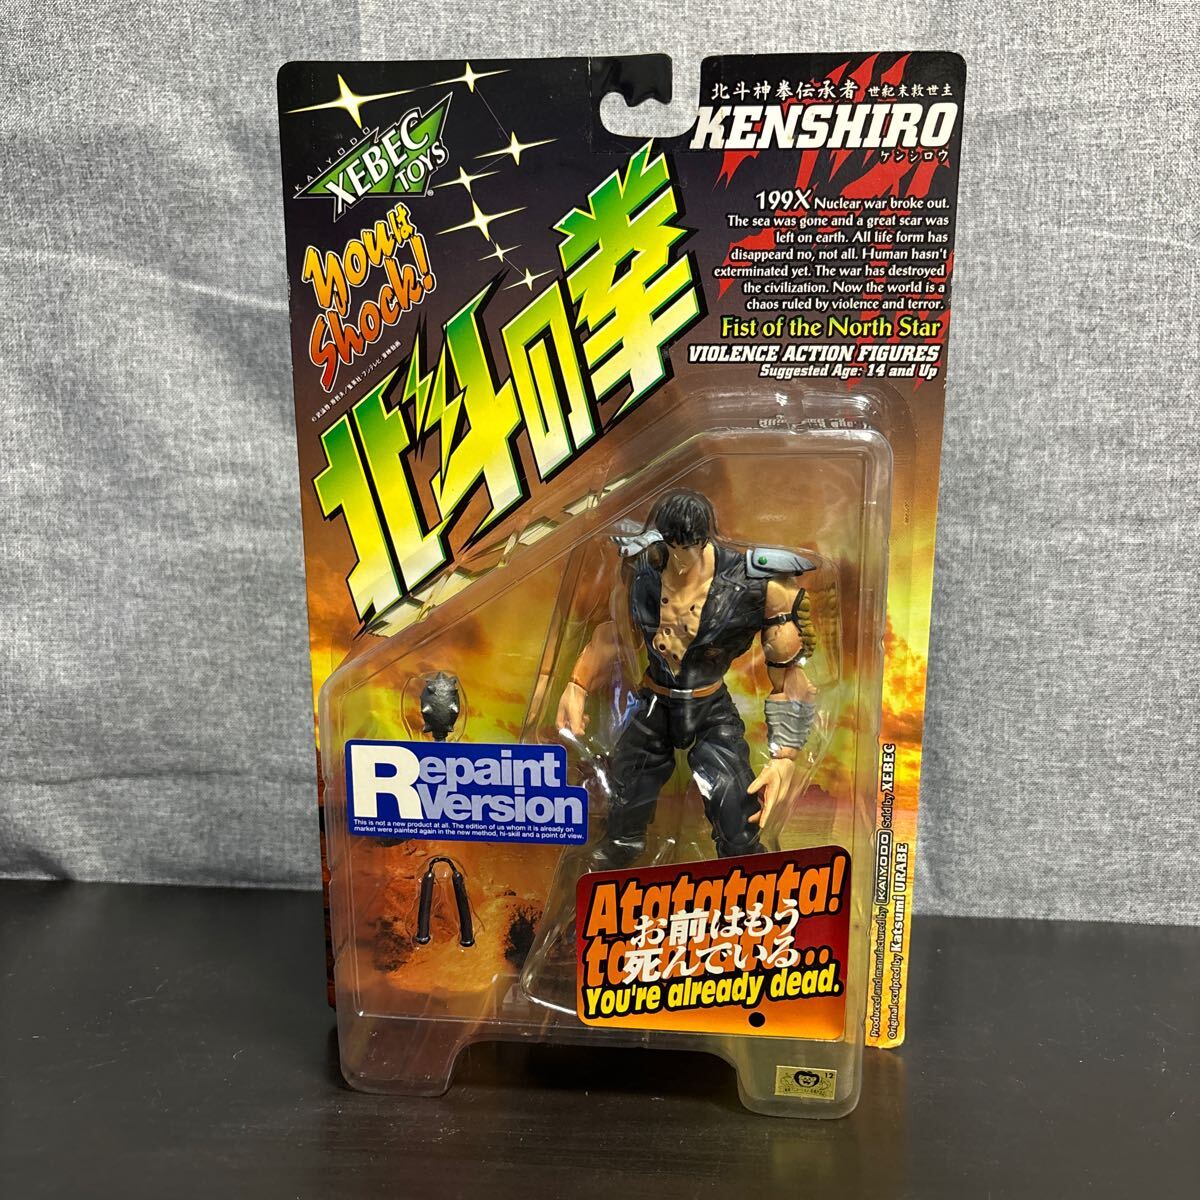 KAIYODO
XEBEC
TOYS
®
youは
Shock!
北斗の拳
北斗神拳伝承者 世紀末救世主
KENSHIRO
ケンシロウ
199X Nuclear war broke out.
The sea was gone and a great scar was
left on earth. All life form has
disappeard no, not all. Human hasn't
exterminated yet. The war has destroyed
the civilization. Now the world is a
chaos ruled by violence and terror.
Fist of the North Star
VIOLENCE ACTION FIGURES
Suggested Age: 14 and Up
Repaint
Version
This is not a new product at all. The edition of us whom it is already on
market were painted again in the new method, hi-skill and a point of view.
Atatatata!
お前はもう
死んでいる
You're already dead.
Produced and manufactured by KAIYODO Sold by XEBEC
Original sculpted by Katsumi URABE
12